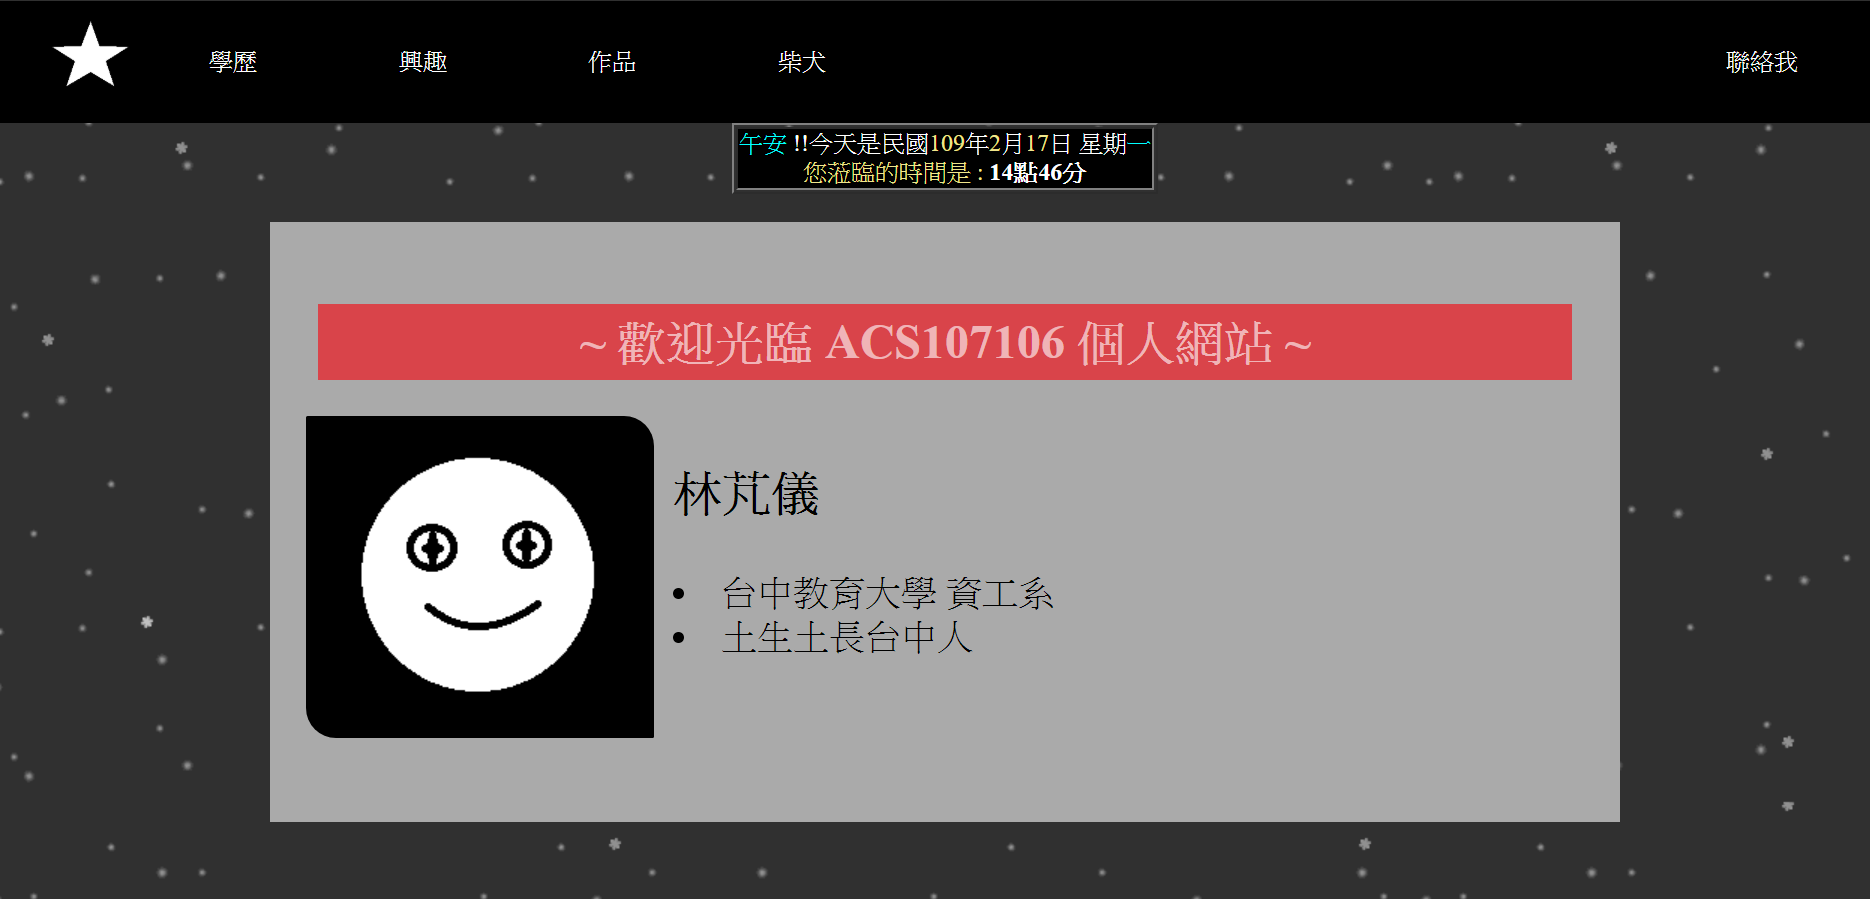 學歷 興趣 作品 柴犬 聯絡我
午安 !!今天是民國109年2月17日 星期一
您蒞臨的時間是 : 14點46分
~ 歡迎光臨 ACS107106 個人網站 ~
林芃儀
• 台中教育大學 資工系
• 土生土長台中人